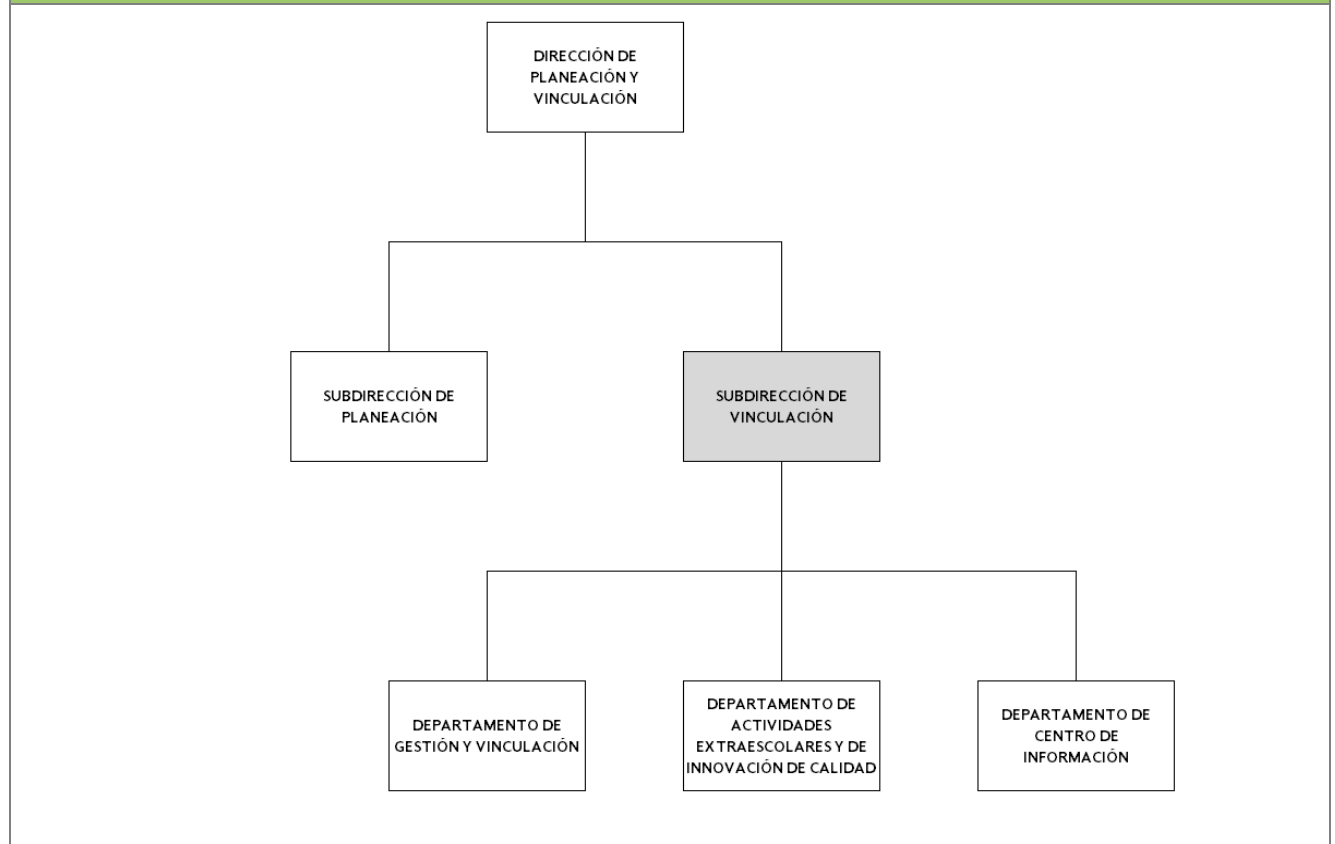 DIRECCIÓN DE
PLANEACIÓN Y
VINCULACIÓN
SUBDIRECCIÓN DE
PLANEACIÓN
SUBDIRECCIÓN DE
VINCULACIÓN
DEPARTAMENTO DE
GESTIÓN Y VINCULACIÓN
DEPARTAMENTO DE
ACTIVIDADES
EXTRAESCOLARES Y DE
INNOVACIÓN DE CALIDAD
DEPARTAMENTO DE
CENTRO DE
INFORMACIÓN